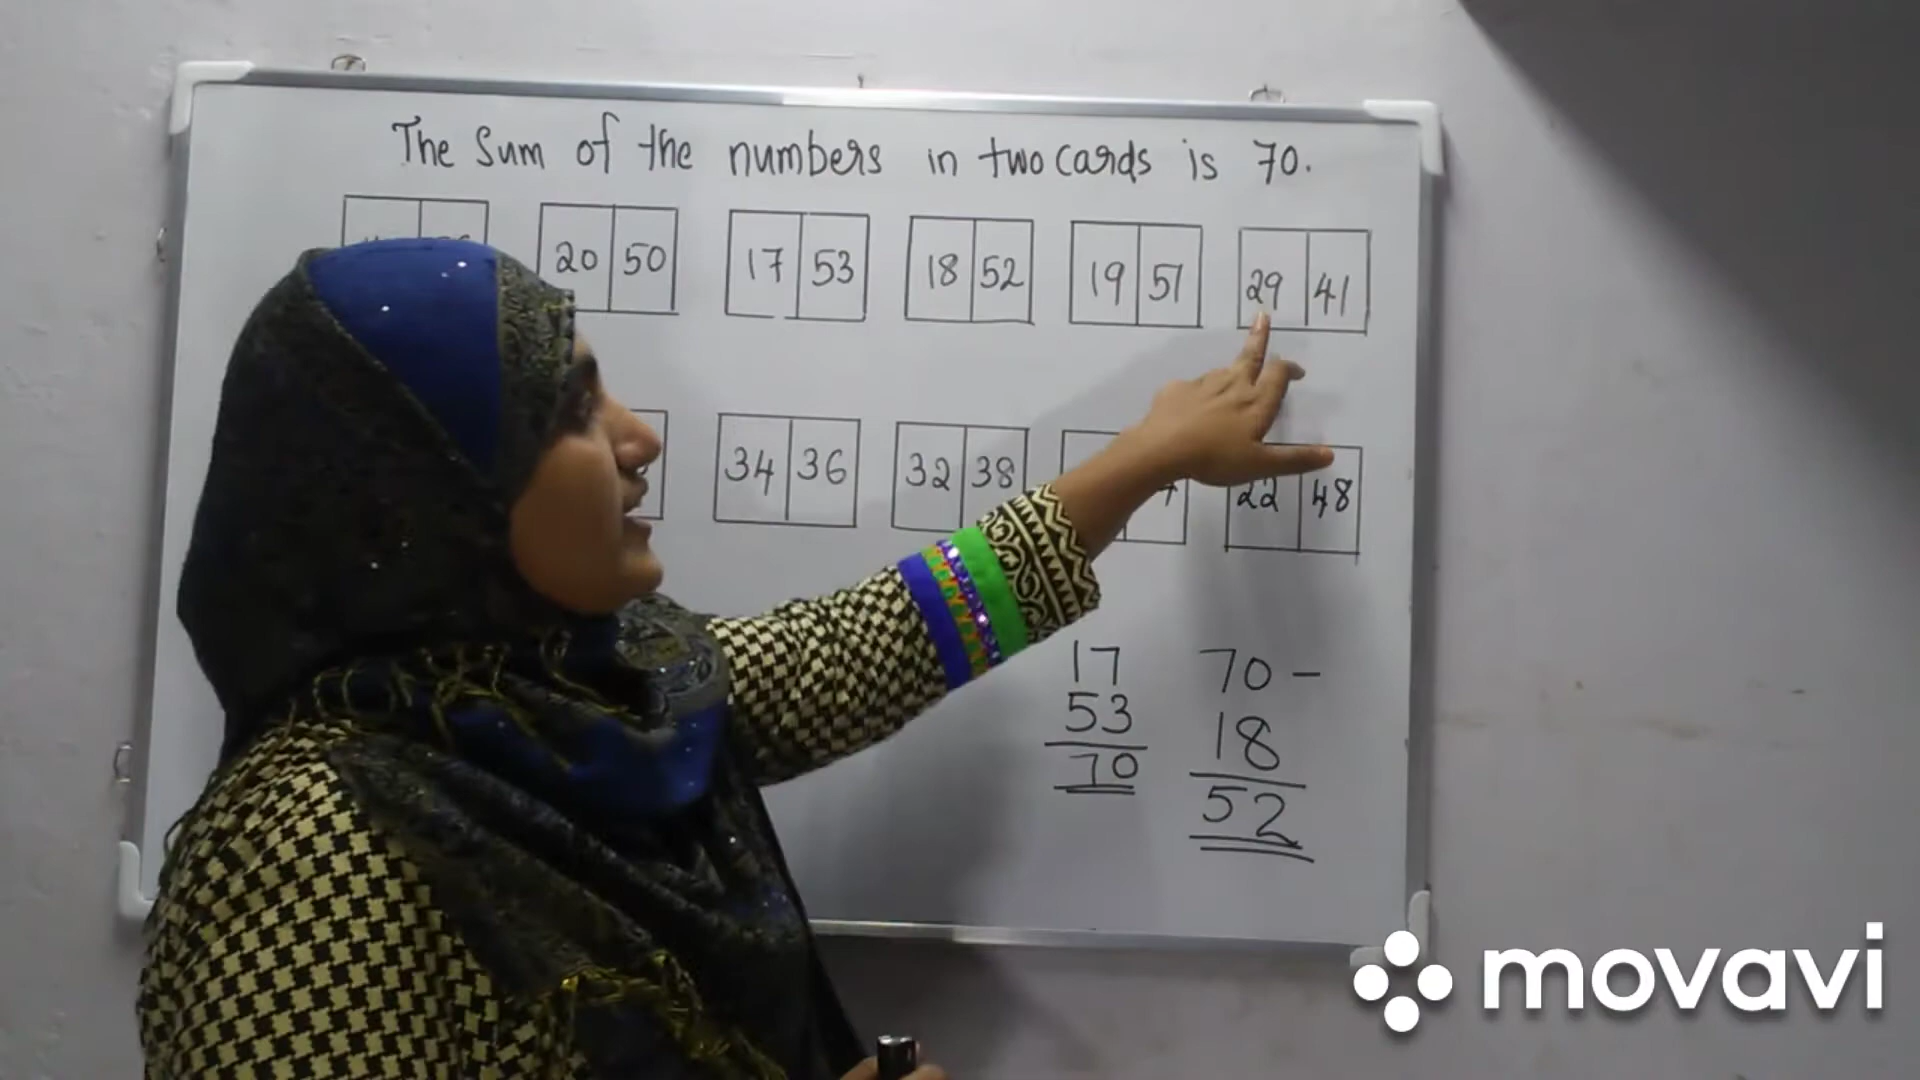 The Sum of the numbers in two cards is 70.
20 50 17 53 18 52 19 51 29 41
34 36 32 38 22 48
17
53
70
70 -
18
52
movavi